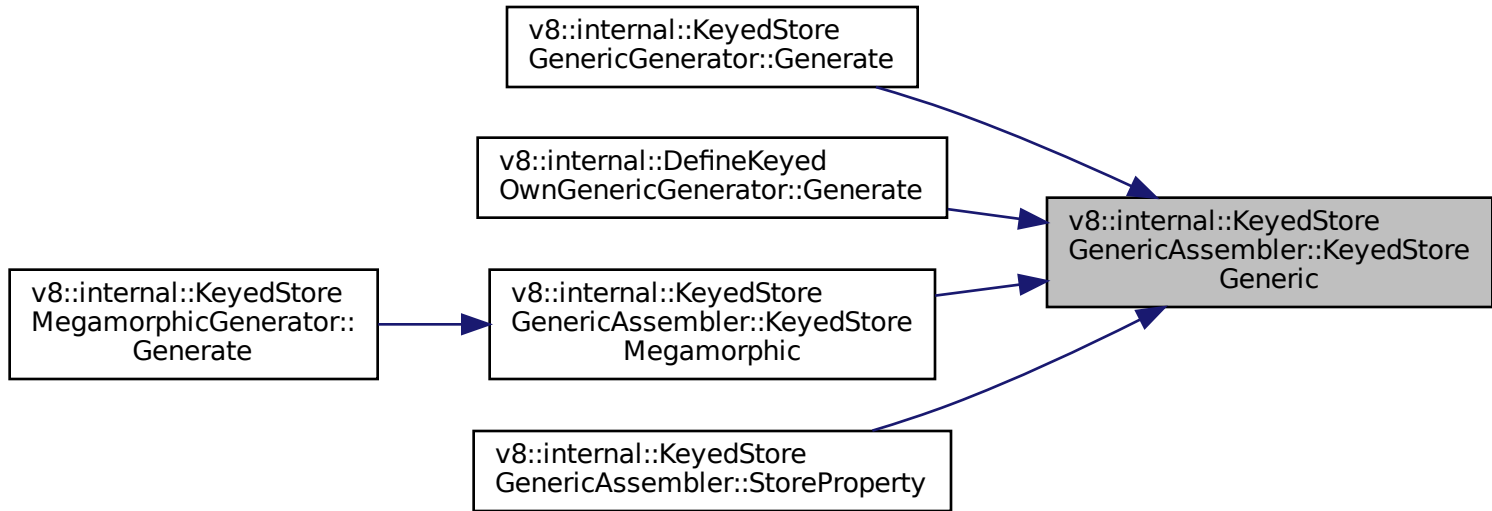 v8::internal::KeyedStore
GenericGenerator::Generate
v8::internal::DefineKeyed
OwnGenericGenerator::Generate
v8::internal::KeyedStore
GenericAssembler::KeyedStore
Generic
v8::internal::KeyedStore
MegamorphicGenerator::
Generate
v8::internal::KeyedStore
GenericAssembler::KeyedStore
Megamorphic
v8::internal::KeyedStore
GenericAssembler::StoreProperty